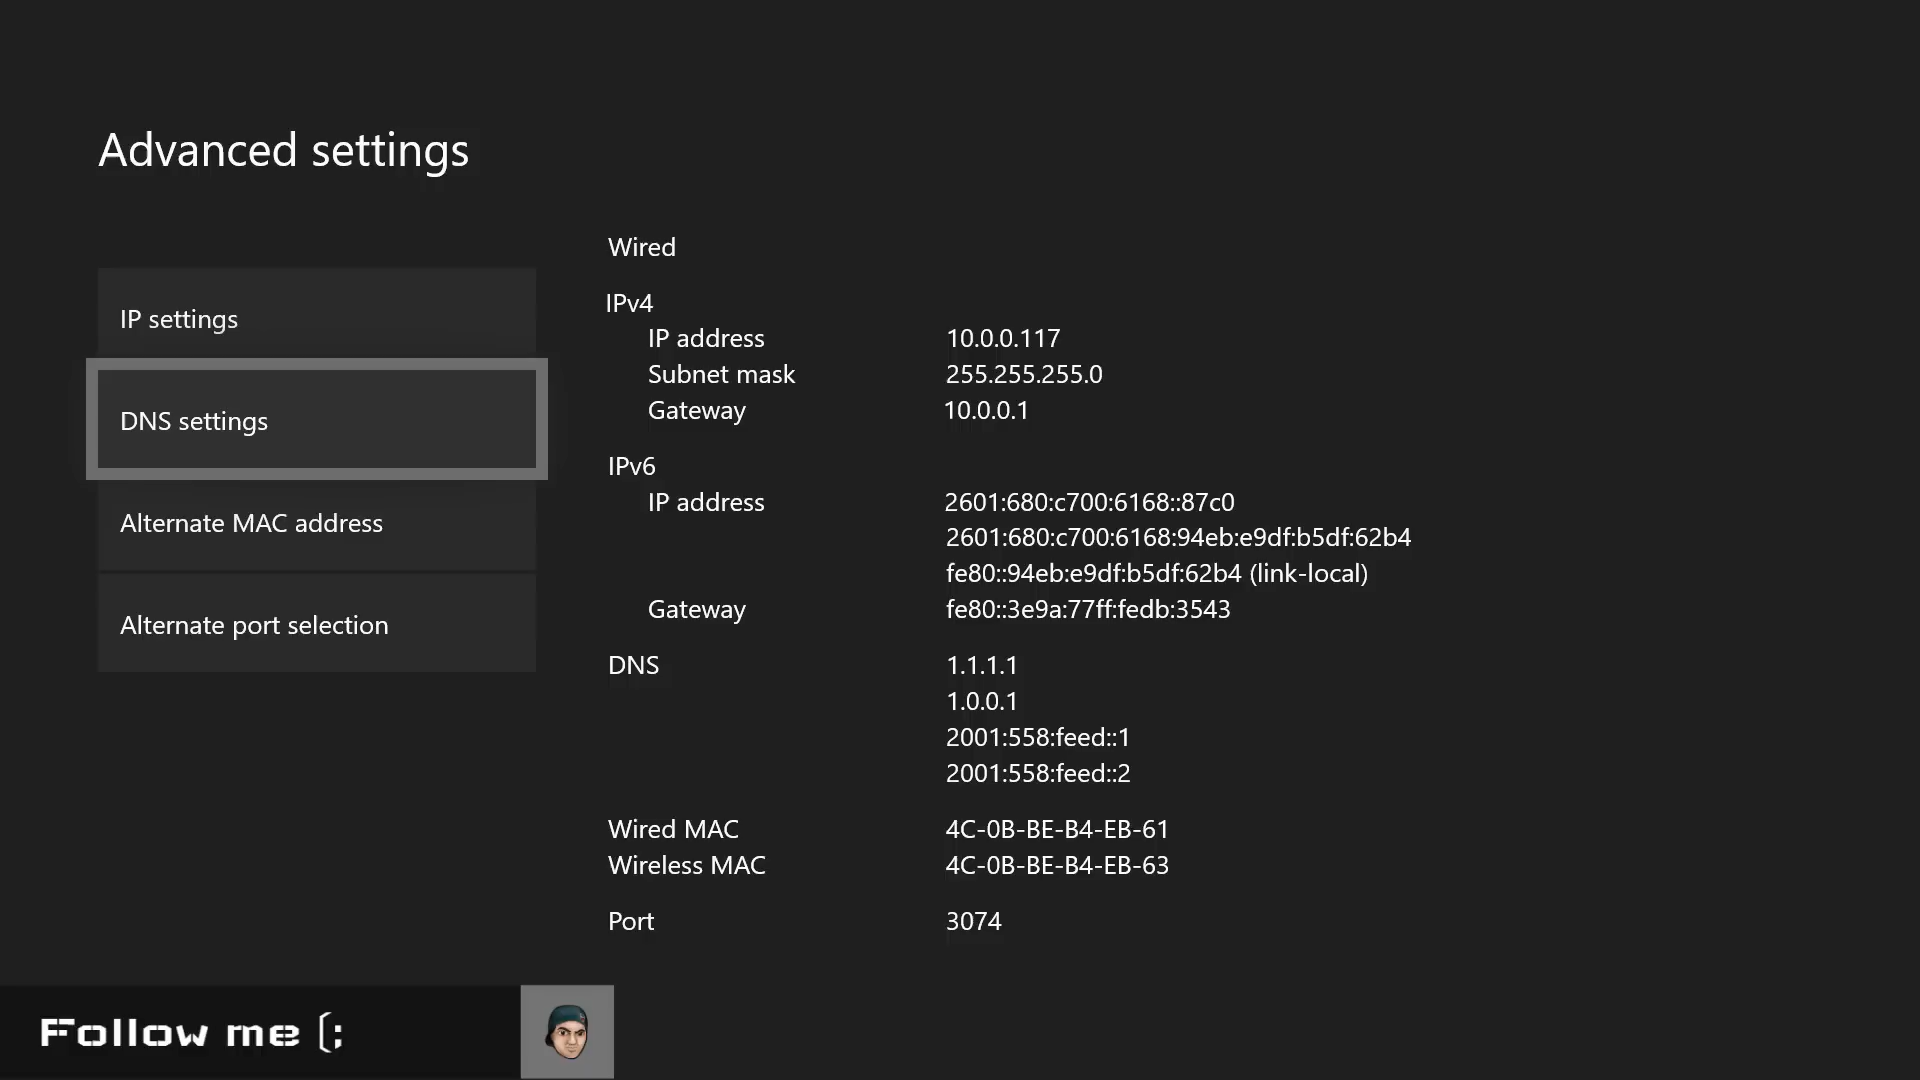 Advanced settings
IP settings
DNS settings
Alternate MAC address
Alternate port selection
Wired
IPv4
IP address 10.0.0.117
Subnet mask 255.255.255.0
Gateway 10.0.0.1
IPv6
IP address 2601:680:c700:6168::87c0
2601:680:c700:6168:94eb:e9df:b5df:62b4
fe80::94eb:e9df:b5df:62b4 (link-local)
Gateway fe80::3e9a:77ff:fedb:3543
DNS 1.1.1.1
1.0.0.1
2001:558:feed::1
2001:558:feed::2
Wired MAC 4C-0B-BE-B4-EB-61
Wireless MAC 4C-0B-BE-B4-EB-63
Port 3074
Follow me (;